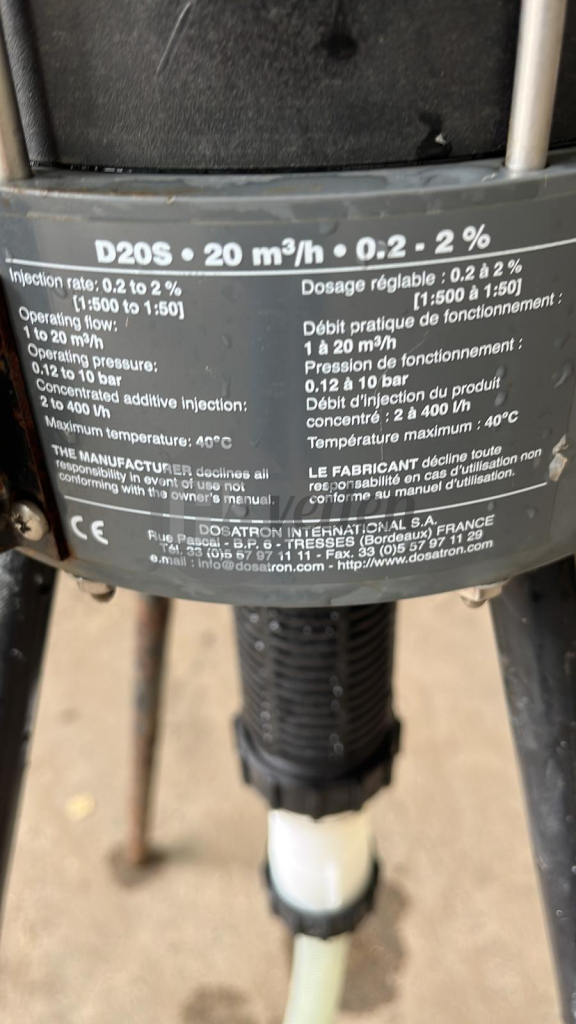 D20S • 20 m³/h • 0.2 - 2 %
Injection rate: 0.2 to 2 %
[1:500 to 1:50]
Operating flow:
1 to 20 m³/h
Operating pressure:
0.12 to 10 bar
Concentrated additive injection:
2 to 400 l/h
Maximum temperature: 40°C
THE MANUFACTURER declines all
responsibility in event of use not
conforming with the owner's manual
Dosage réglable : 0.2 à 2 %
[1:500 à 1:50]
Débit pratique de fonctionnement :
1 à 20 m³/h
Pression de fonctionnement :
0.12 à 10 bar
Débit d'injection du produit
concentré : 2 à 400 l/h
Température maximum : 40°C
LE FABRICANT décline toute
responsabilité en cas d'utilisation non
conforme au manuel d'utilisation.
CE
DOSATRON INTERNATIONAL S.A.
Rue Pascal - B.P. 6 - TRESSES (Bordeaux) FRANCE
Tél. 33 (0)5 57 97 11 11 - Fax. 33 (0)5 57 97 11 29
e.mail : info@dosatron.com - http://www.dosatron.com